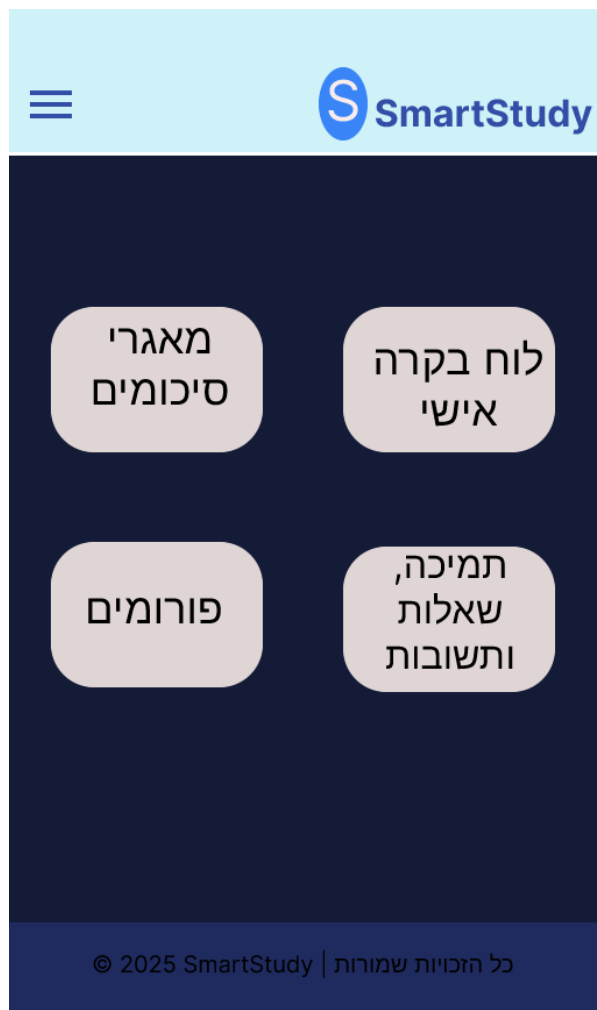 S SmartStudy
לוח בקרה
אישי
מאגרי
סיכומים
תמיכה,
שאלות
ותשובות
פורומים
כל הזכויות שמורות | SmartStudy 2025 ©